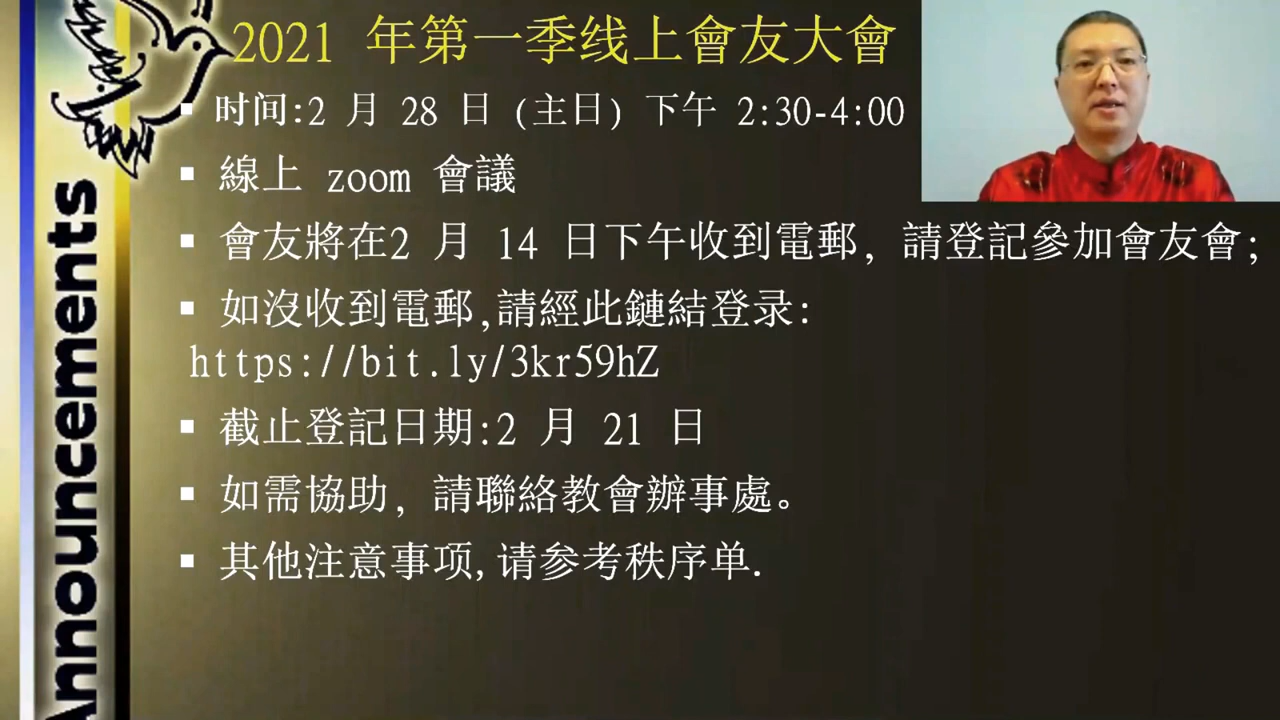 2021 年第一季线上會友大會
时间:2 月 28 日 (主日) 下午 2:30-4:00
線上 zoom 會議
會友將在2 月 14 日下午收到電郵, 請登記參加會友會;
如沒收到電郵,請經此鏈結登录:
https://bit.ly/3kr59hZ
截止登記日期:2 月 21 日
如需協助, 請聯絡教會辦事處。
其他注意事项,请参考秩序单.
Announcements